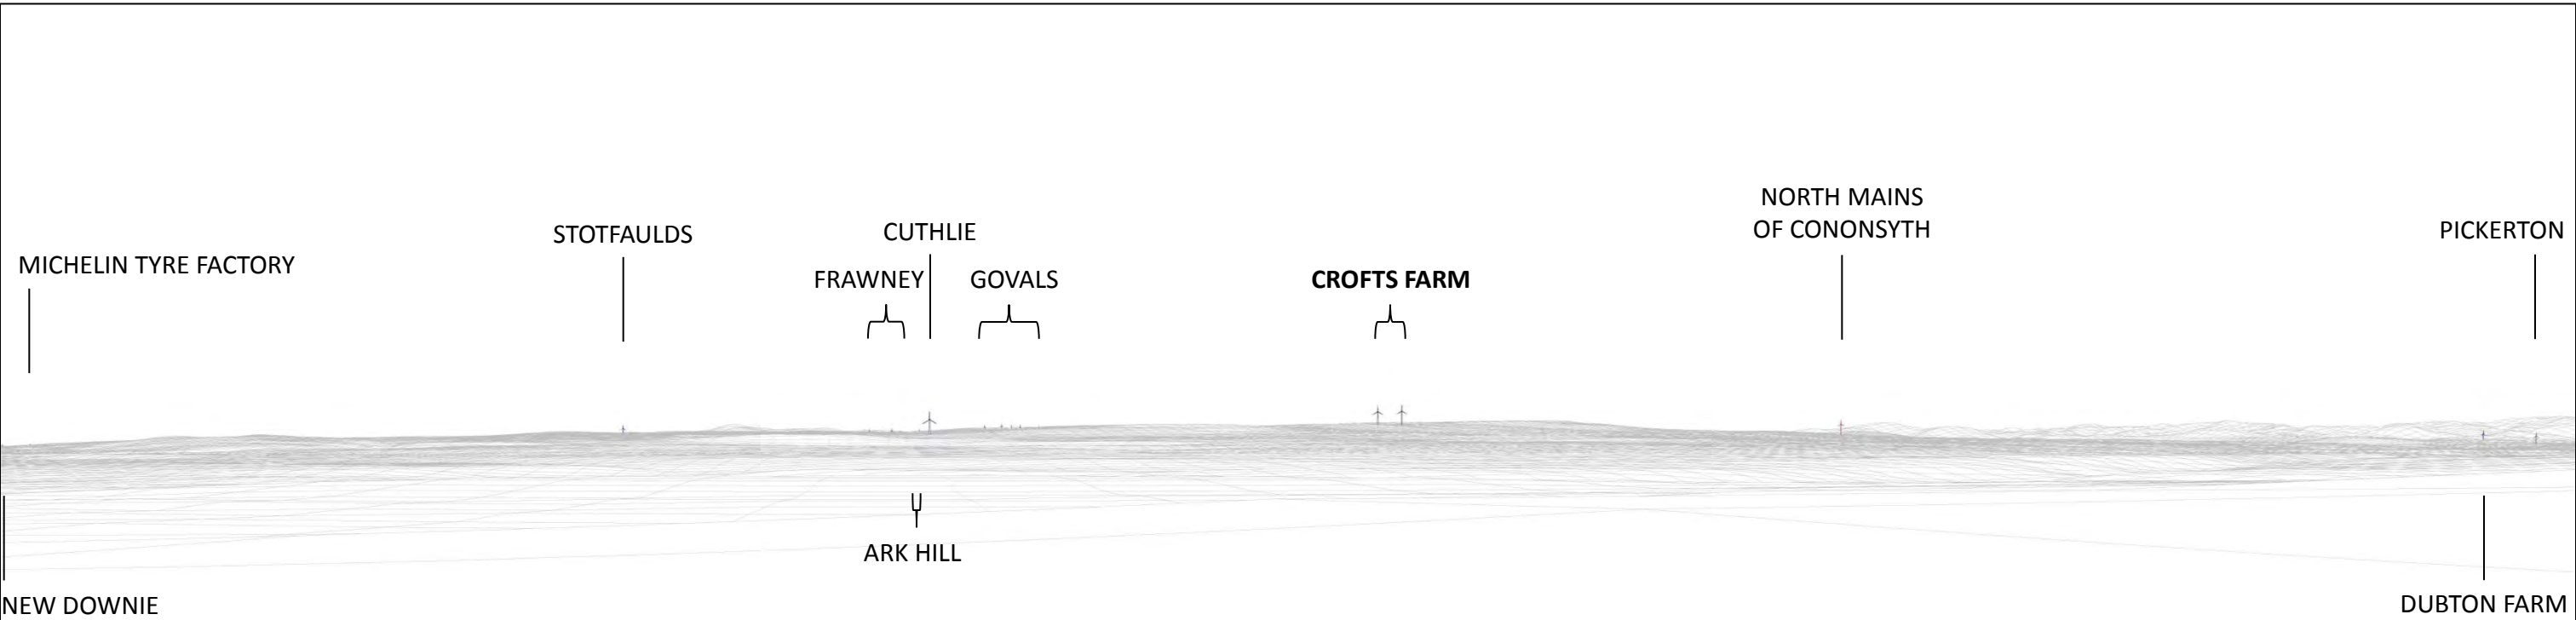 MICHELIN TYRE FACTORY
STOTFAULDS
CUTHLIE
FRAWNEY
GOVALS
CROFTS FARM
NORTH MAINS
OF CONONSYTH
PICKERTON
ARK HILL
NEW DOWNIE
DUBTON FARM